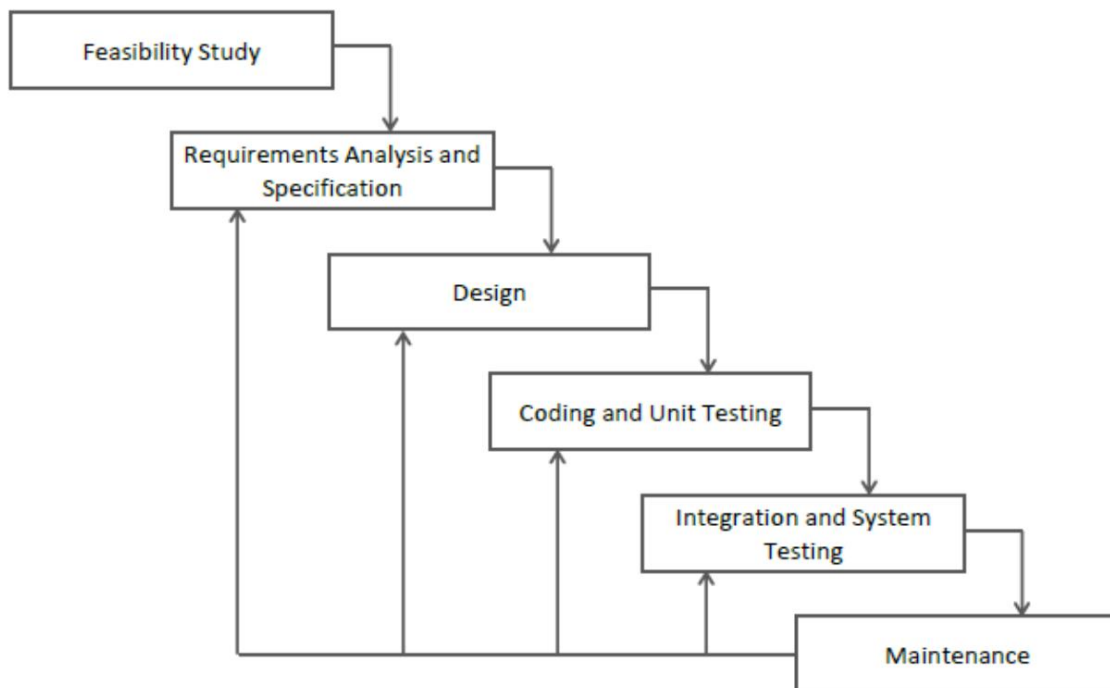 Feasibility Study
Requirements Analysis and
Specification
Design
Coding and Unit Testing
Integration and System
Testing
Maintenance